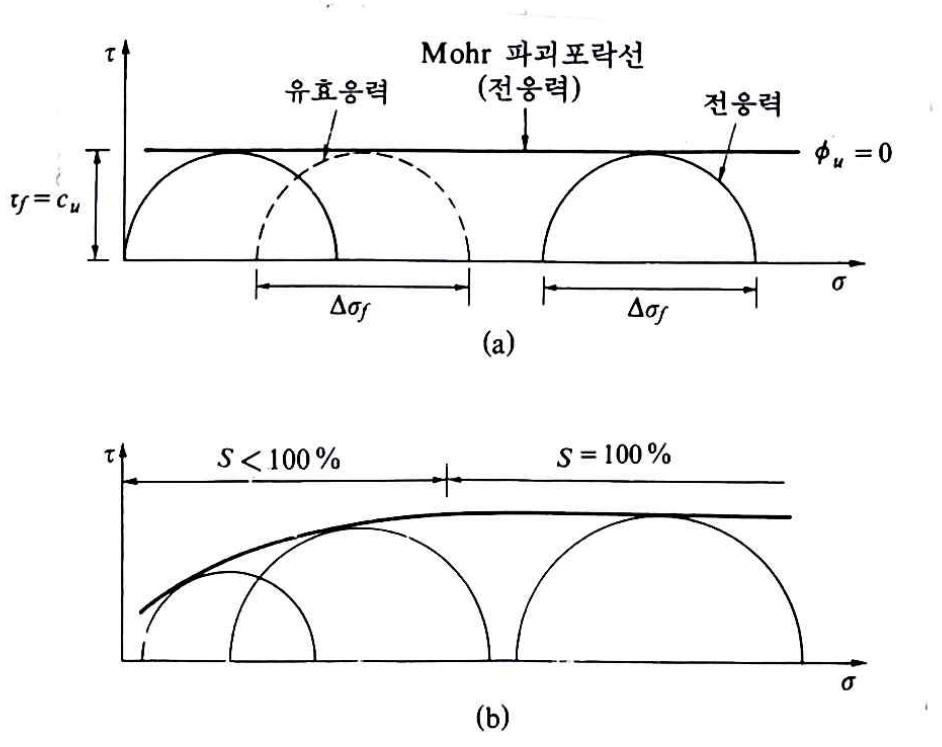 τ
Mohr 파괴포락선
(전응력)
유효응력
전응력
ϕu = 0
τf = cu
σ
Δσf
Δσf
(a)
τ
S < 100 %
S = 100 %
σ
(b)